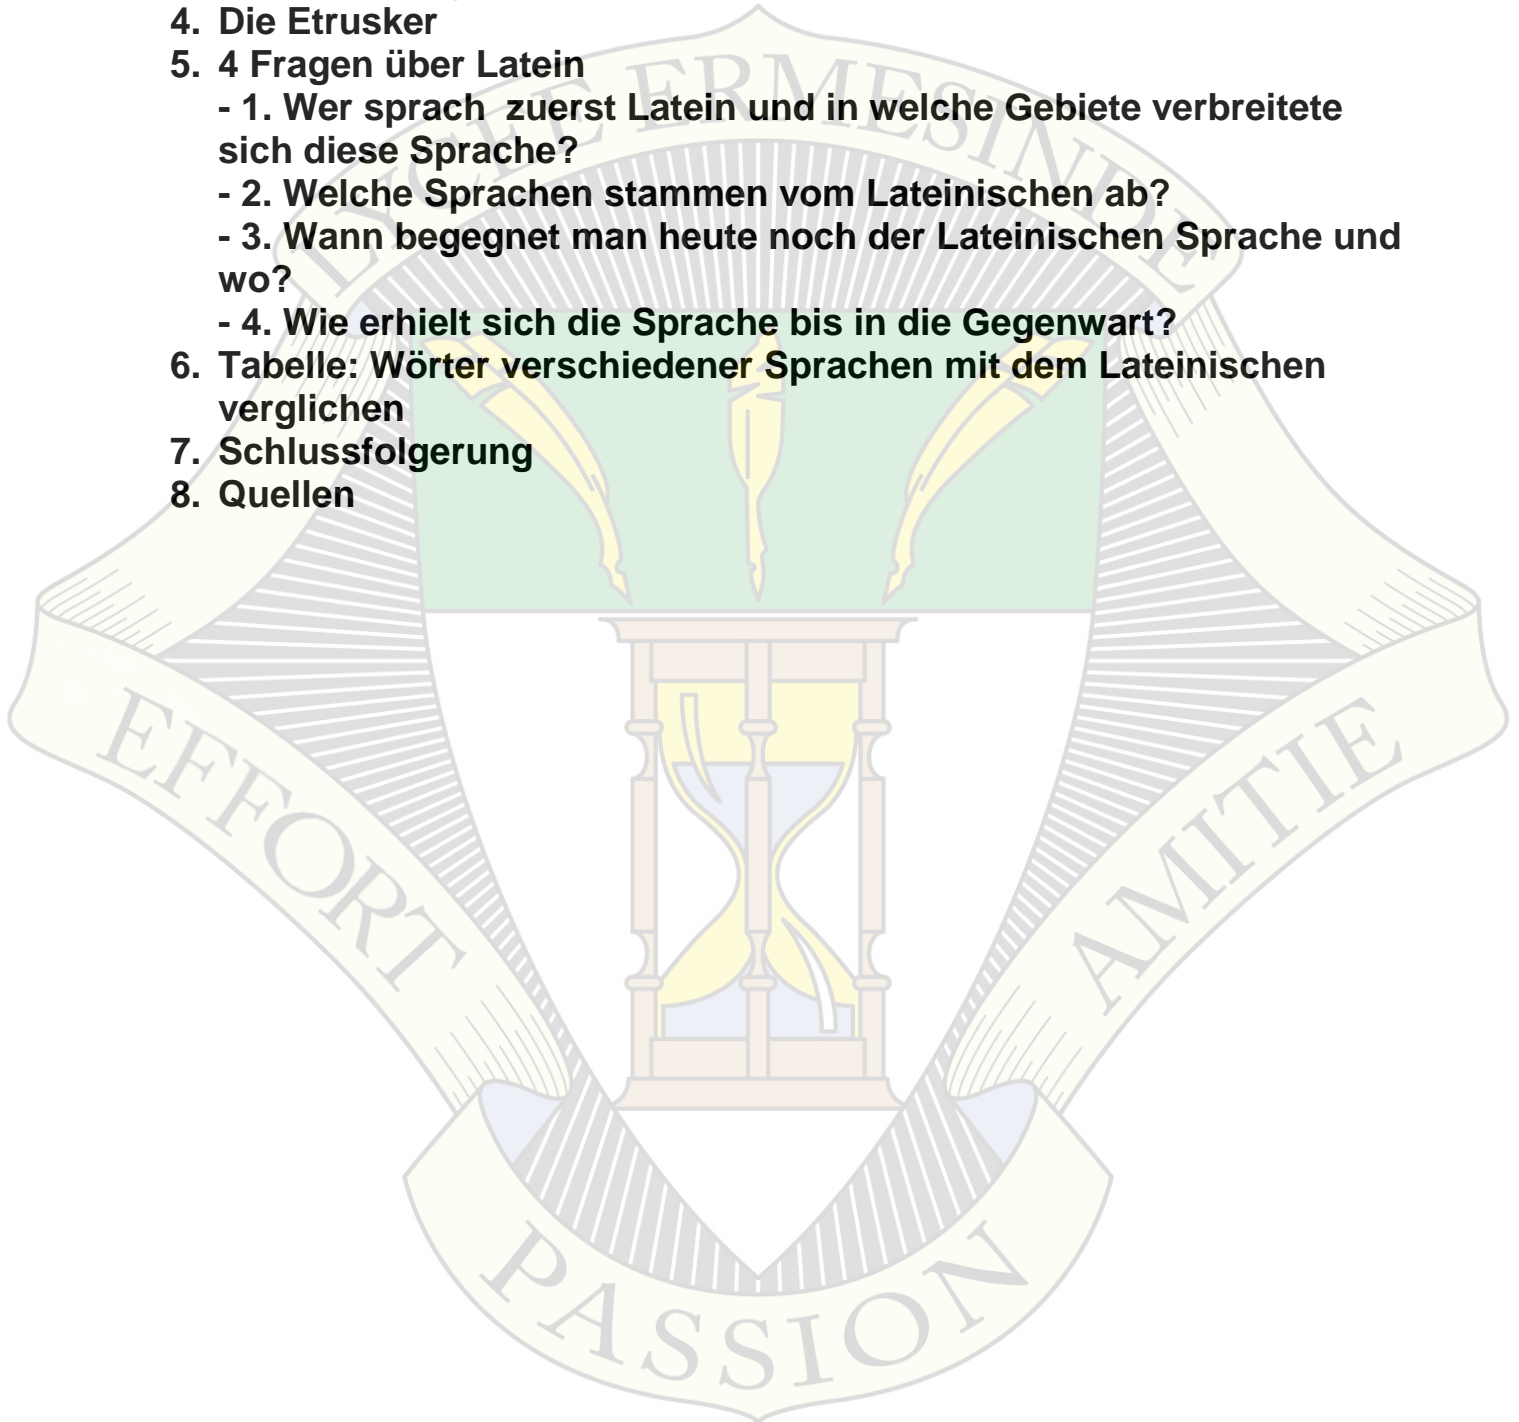 4. Die Etrusker
5. 4 Fragen über Latein
- 1. Wer sprach  zuerst Latein und in welche Gebiete verbreitete
sich diese Sprache?
- 2. Welche Sprachen stammen vom Lateinischen ab?
- 3. Wann begegnet man heute noch der Lateinischen Sprache und
wo?
- 4. Wie erhielt sich die Sprache bis in die Gegenwart?
6. Tabelle: Wörter verschiedener Sprachen mit dem Lateinischen
verglichen
7. Schlussfolgerung
8. Quellen
LYCEE ERMESINDE
EFFORT
AMITIE
PASSION